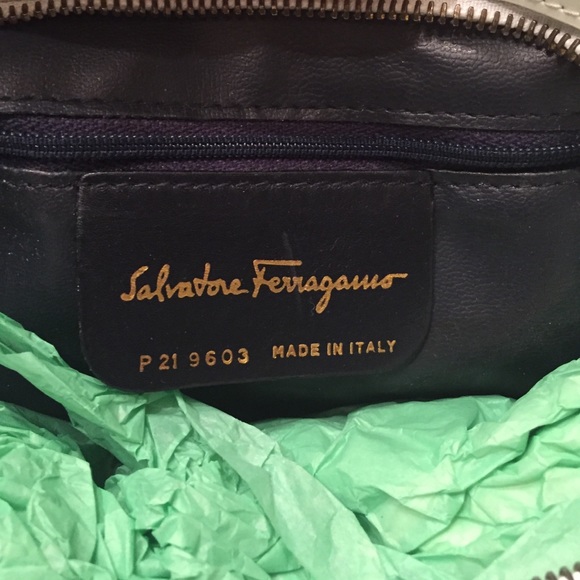 Salvatore Ferragamo
P 21 9603 MADE IN ITALY